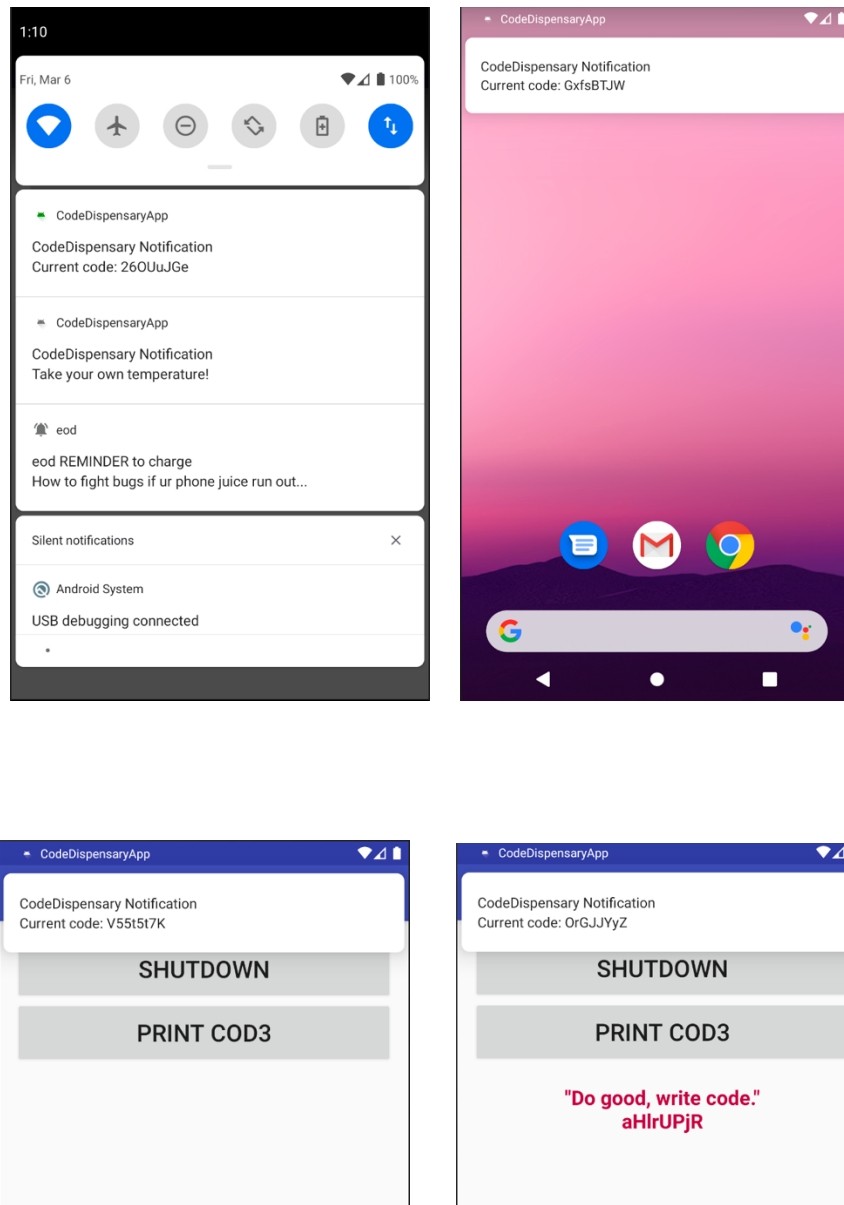 1:10
Fri, Mar 6
100%
CodeDispensaryApp
CodeDispensary Notification
Current code: 26OUuJGe
CodeDispensaryApp
CodeDispensary Notification
Take your own temperature!
eod
eod REMINDER to charge
How to fight bugs if ur phone juice run out...
Silent notifications
Android System
USB debugging connected
CodeDispensaryApp
CodeDispensary Notification
Current code: GxfsBTJW
CodeDispensaryApp
CodeDispensary Notification
Current code: V55t5t7K
SHUTDOWN
PRINT COD3
CodeDispensaryApp
CodeDispensary Notification
Current code: OrGJJYyZ
SHUTDOWN
PRINT COD3
"Do good, write code."
aHlrUPjR